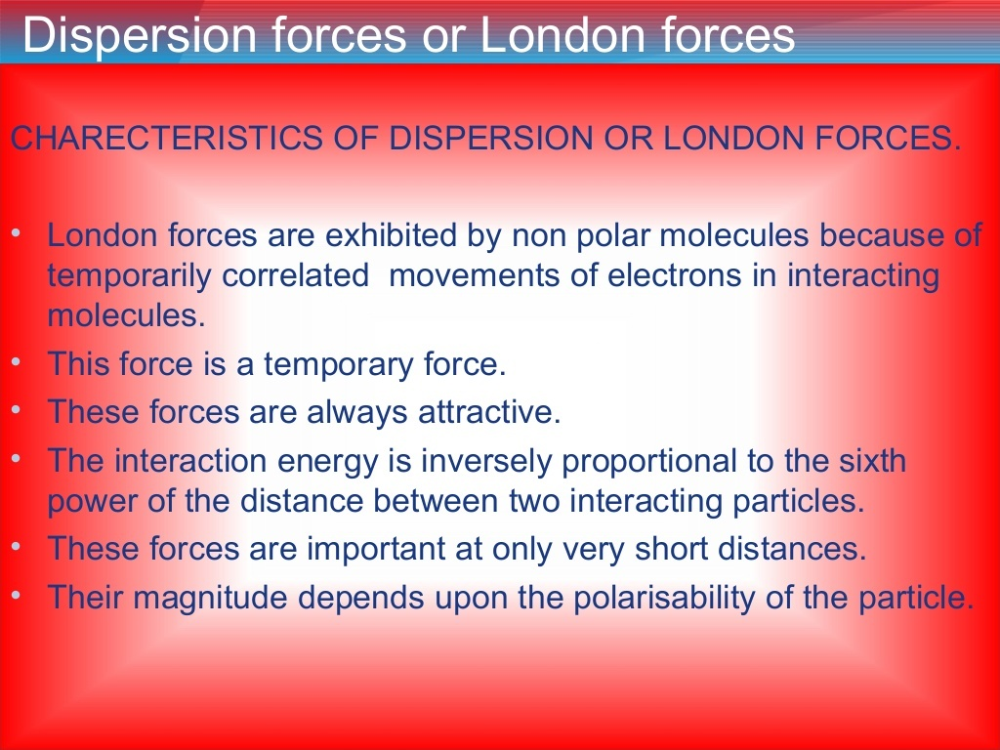 Dispersion forces or London forces
CHARECTERISTICS OF DISPERSION OR LONDON FORCES.
• London forces are exhibited by non polar molecules because of
temporarily correlated  movements of electrons in interacting
molecules.
• This force is a temporary force.
• These forces are always attractive.
• The interaction energy is inversely proportional to the sixth
power of the distance between two interacting particles.
• These forces are important at only very short distances.
• Their magnitude depends upon the polarisability of the particle.